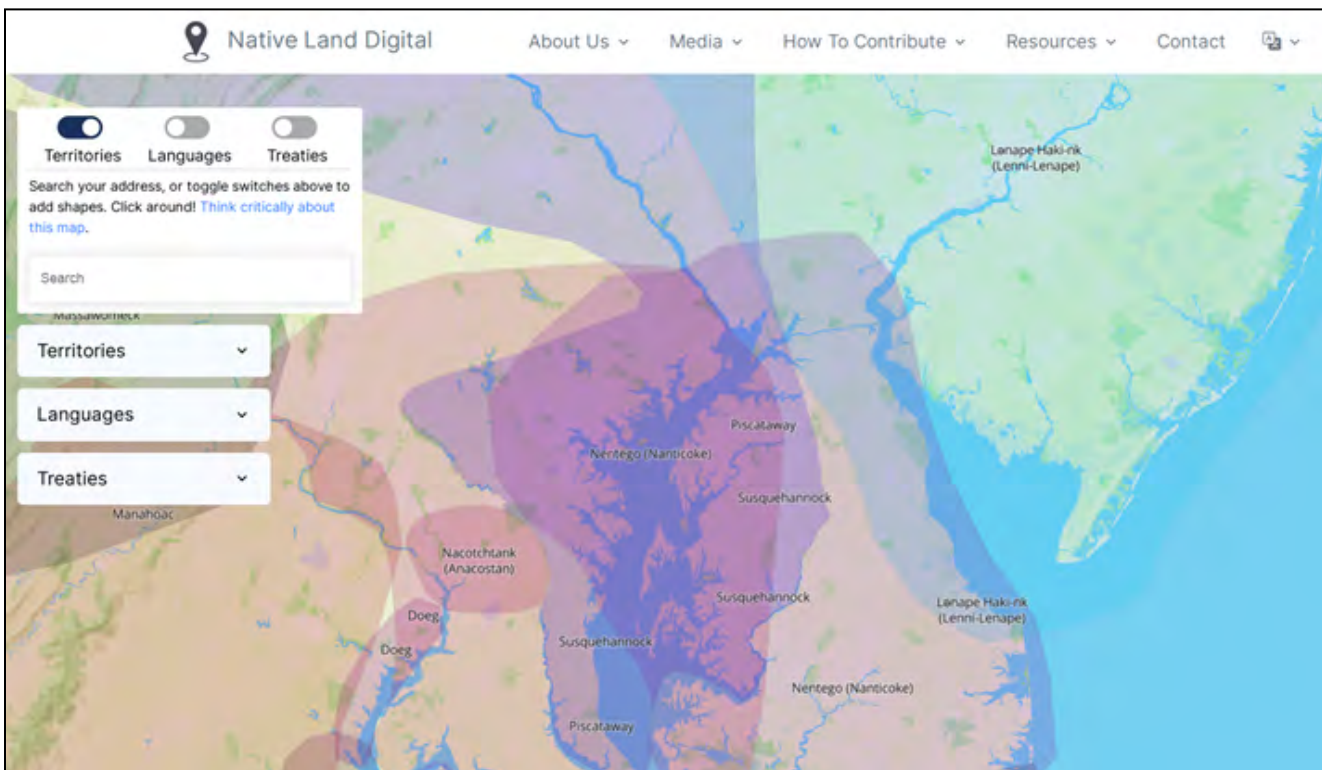 Native Land Digital
About Us
Media
How To Contribute
Resources
Contact
Territories
Languages
Treaties
Search your address, or toggle switches above to
add shapes. Click around! Think critically about
this map.
Search
Massawomeck
Territories
Languages
Treaties
Manahoac
Lənape Haki-nk
(Lenni-Lenape)
Piscataway
Nentego (Nanticoke)
Susquehannock
Nacotchtank
(Anacostan)
Susquehannock
Lənape Haki-nk
(Lenni-Lenape)
Doeg
Susquehannock
Doeg
Nentego (Nanticoke)
Piscataway